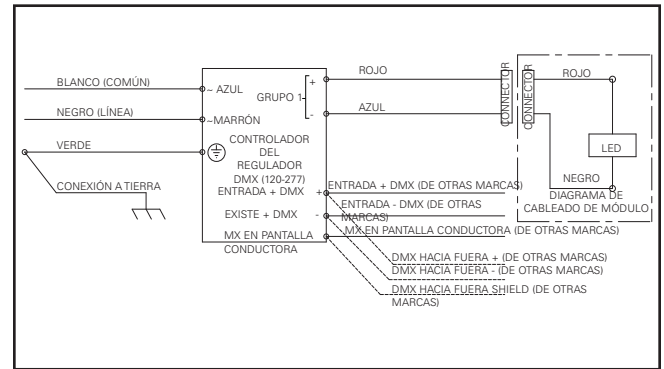 BLANCO (COMÚN)
NEGRO (LÍNEA)
VERDE
CONEXIÓN A TIERRA
~ AZUL
GRUPO 1
+
-
~MARRÓN
CONTROLADOR
DEL
REGULADOR
DMX (120-277)
ENTRADA + DMX +
EXISTE + DMX -
MX EN PANTALLA
CONDUCTORA
ROJO
AZUL
CONNECTOR
CONNECTOR
ROJO
LED
NEGRO
DIAGRAMA DE
CABLEADO DE MÓDULO
ENTRADA + DMX (DE OTRAS MARCAS)
ENTRADA - DMX (DE OTRAS
MARCAS)
MX EN PANTALLA CONDUCTORA (DE OTRAS MARCAS)
DMX HACIA FUERA + (DE OTRAS MARCAS)
DMX HACIA FUERA - (DE OTRAS MARCAS)
DMX HACIA FUERA SHIELD (DE OTRAS
MARCAS)